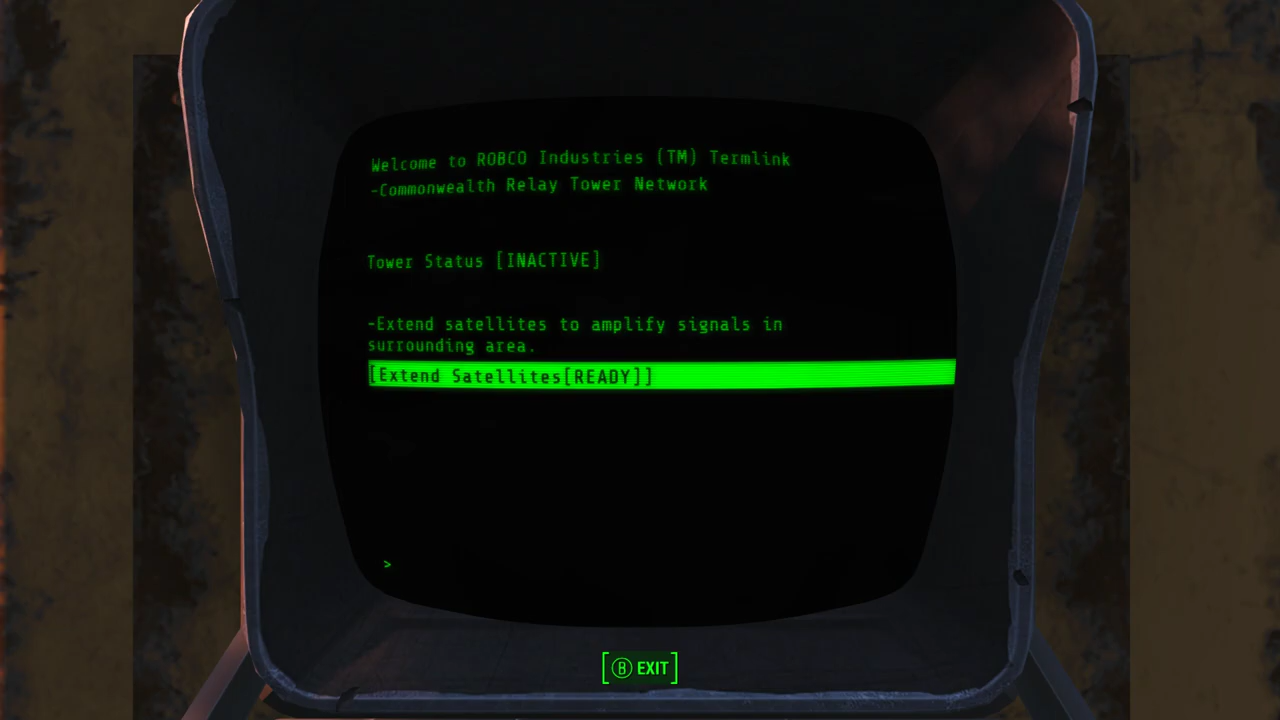 Welcome to ROBCO Industries (TM) Termlink
-Commonwealth Relay Tower Network
Tower Status [INACTIVE]
-Extend satellites to amplify signals in
surrounding area.
[Extend Satellites[READY]]
>
[Ⓑ EXIT]